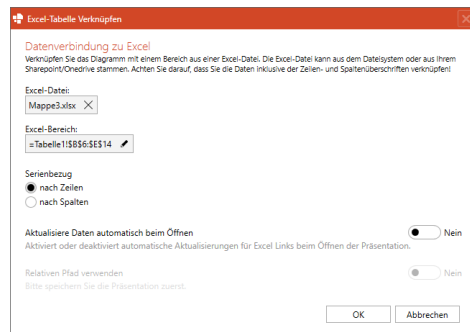 Excel-Tabelle Verknüpfen
Datenverbindung zu Excel
Verknüpfen Sie das Diagramm mit einem Bereich aus einer Excel-Datei. Die Excel-Datei kann aus dem Dateisystem oder aus Ihrem
Sharepoint/Onedrive stammen. Achten Sie darauf, dass Sie die Daten inklusive der Zeilen- und Spaltenüberschriften verknüpfen!
Excel-Datei:
Mappe3.xlsx
Excel-Bereich:
=Tabelle1!$B$6:$E$14
Serienbezug
nach Zeilen
nach Spalten
Aktualisiere Daten automatisch beim Öffnen
Nein
Aktiviert oder deaktiviert automatische Aktualisierungen für Excel Links beim Öffnen der Präsentation.
Relativen Pfad verwenden
Nein
Bitte speichern Sie die Präsentation zuerst.
OK
Abbrechen